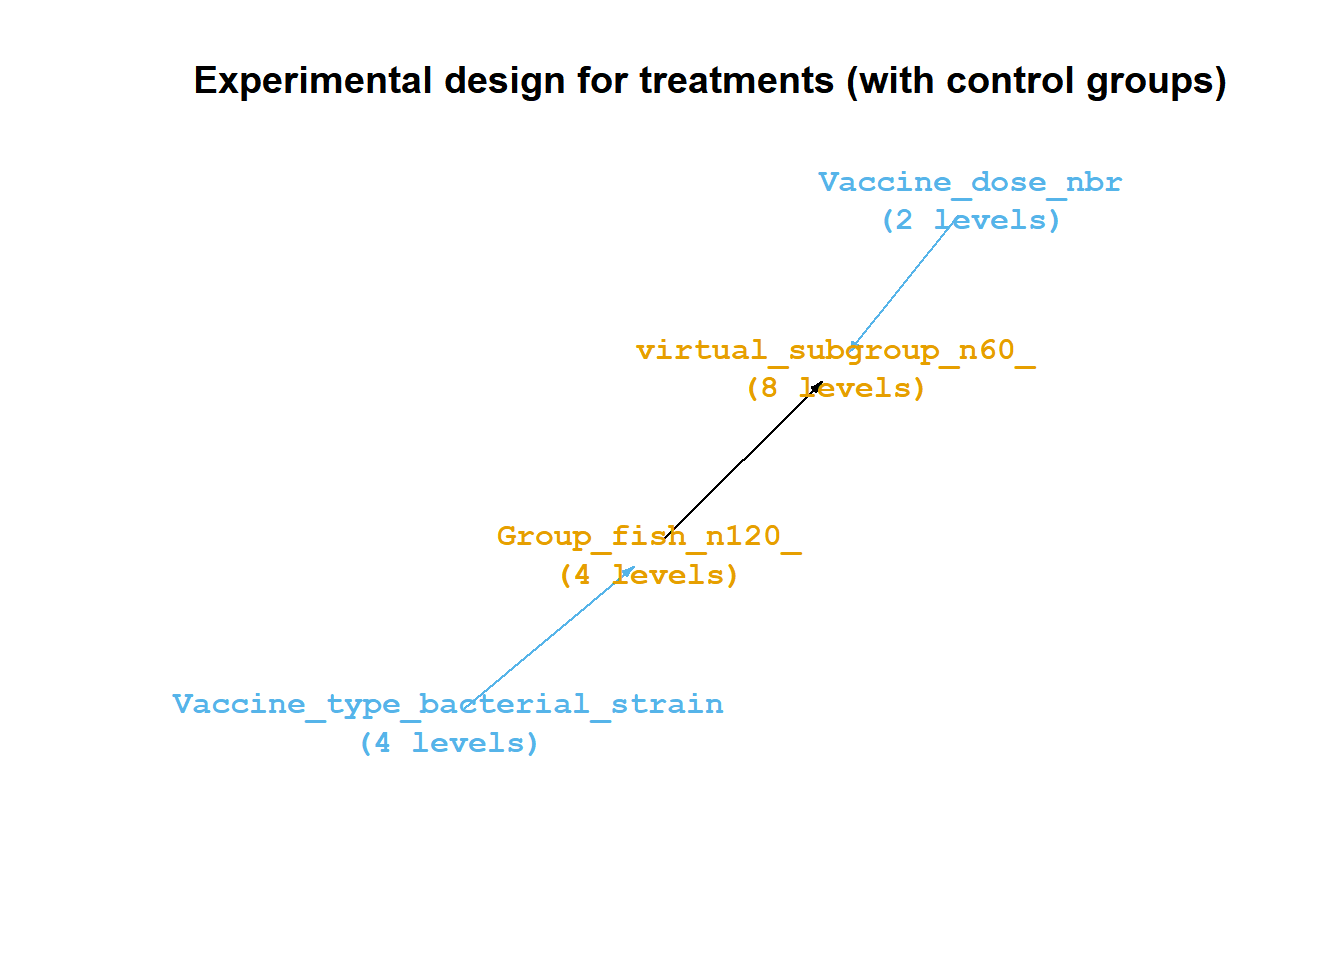 Experimental design for treatments (with control groups)
Vaccine_dose_nbr
(2 levels)
virtual_subgroup_n60_
(8 levels)
Group_fish_n120_
(4 levels)
Vaccine_type_bacterial_strain
(4 levels)